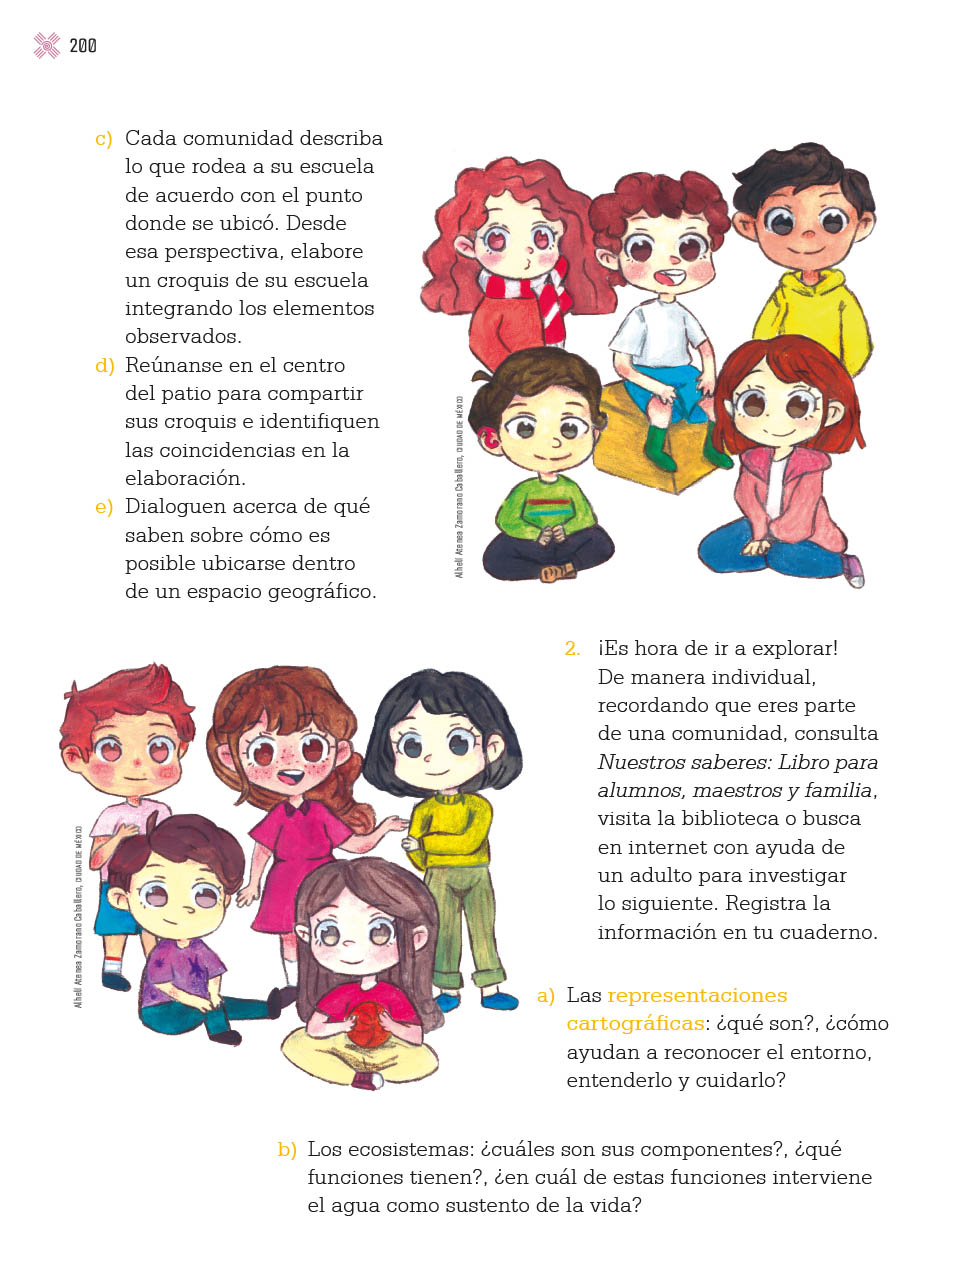 200
c) Cada comunidad describa
lo que rodea a su escuela
de acuerdo con el punto
donde se ubicó. Desde
esa perspectiva, elabore
un croquis de su escuela
integrando los elementos
observados.
d) Reúnanse en el centro
del patio para compartir
sus croquis e identifiquen
las coincidencias en la
elaboración.
e) Dialoguen acerca de qué
saben sobre cómo es
posible ubicarse dentro
de un espacio geográfico.
Alhelí Atenea Zamorano Caballero, CIUDAD DE MÉXICO
2. ¡Es hora de ir a explorar!
De manera individual,
recordando que eres parte
de una comunidad, consulta
Nuestros saberes: Libro para
alumnos, maestros y familia,
visita la biblioteca o busca
en internet con ayuda de
un adulto para investigar
lo siguiente. Registra la
información en tu cuaderno.
Alhelí Atenea Zamorano Caballero, CIUDAD DE MÉXICO
a) Las representaciones
cartográficas: ¿qué son?, ¿cómo
ayudan a reconocer el entorno,
entenderlo y cuidarlo?
b) Los ecosistemas: ¿cuáles son sus componentes?, ¿qué
funciones tienen?, ¿en cuál de estas funciones interviene
el agua como sustento de la vida?